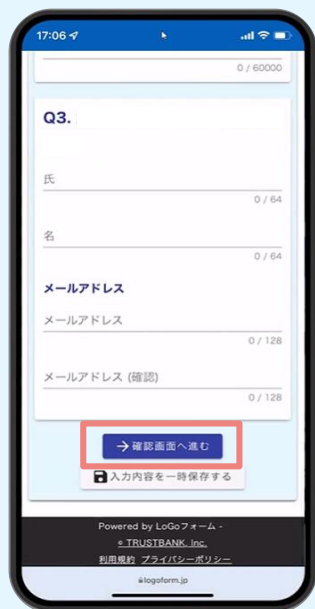 17:06
0 / 60000
Q3.
氏
0 / 64
名
0 / 64
メールアドレス
メールアドレス
0 / 128
メールアドレス (確認)
0 / 128
→確認画面へ進む
入力内容を一時保存する
Powered by LoGoフォーム -
© TRUSTBANK, Inc.
利用規約 プライバシーポリシー
logoform.jp